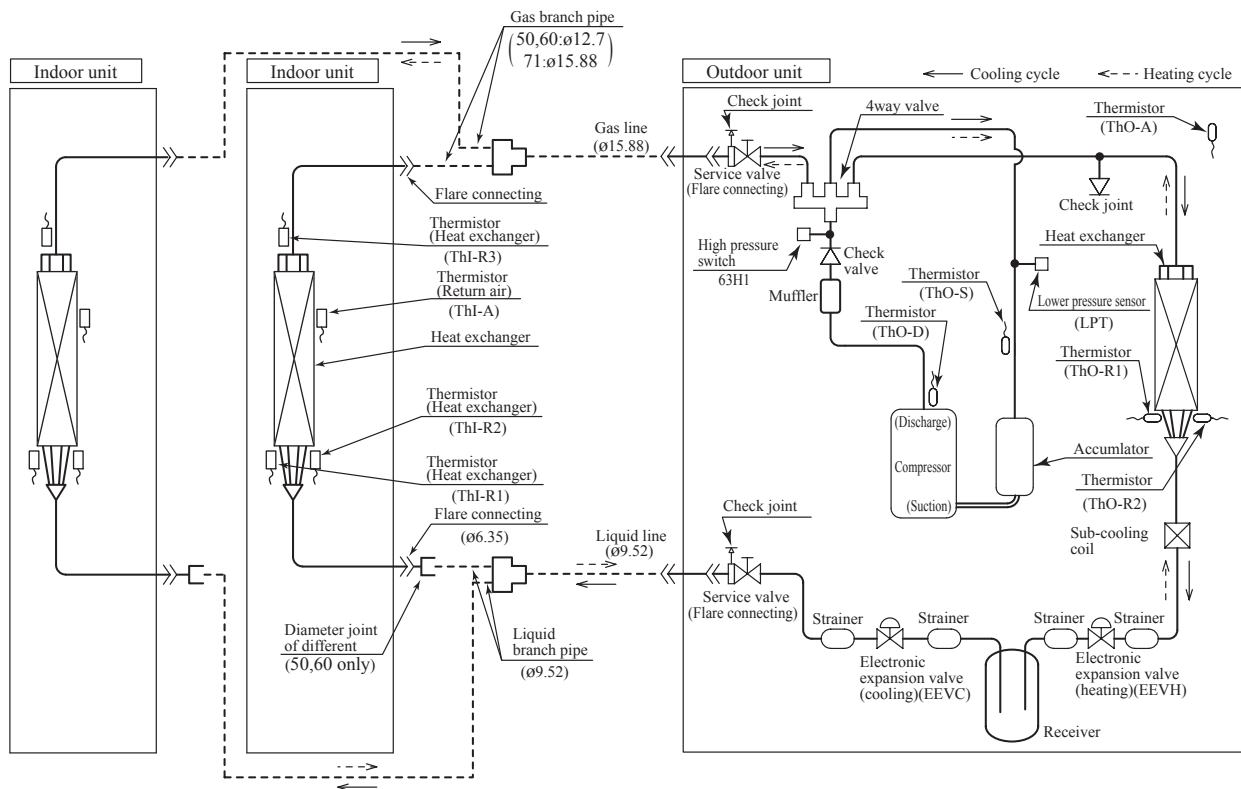 Gas branch pipe
(50,60:ø12.7
71:ø15.88)
Indoor unit
Indoor unit
Outdoor unit
Cooling cycle
Heating cycle
Check joint
4way valve
Thermistor
(ThO-A)
Gas line
(ø15.88)
Service valve
(Flare connecting)
Flare connecting
Check joint
Thermistor
(Heat exchanger)
(ThI-R3)
High pressure
switch
63H1
Check
valve
Heat exchanger
Thermistor
(Return air)
(ThI-A)
Muffler
Thermistor
(ThO-S)
Thermistor
(ThO-D)
Lower pressure sensor
(LPT)
Heat exchanger
Thermistor
(ThO-R1)
Thermistor
(Heat exchanger)
(ThI-R2)
(Discharge)
Compressor
(Suction)
Accumlator
Thermistor
(Heat exchanger)
(ThI-R1)
Thermistor
(ThO-R2)
Flare connecting
(ø6.35)
Check joint
Sub-cooling
coil
Liquid line
(ø9.52)
Service valve
(Flare connecting)
Strainer
Strainer
Strainer
Strainer
Diameter joint
of different
(50,60 only)
Liquid
branch pipe
(ø9.52)
Electronic
expansion valve
(cooling)(EEVC)
Electronic
expansion valve
(heating)(EEVH)
Receiver